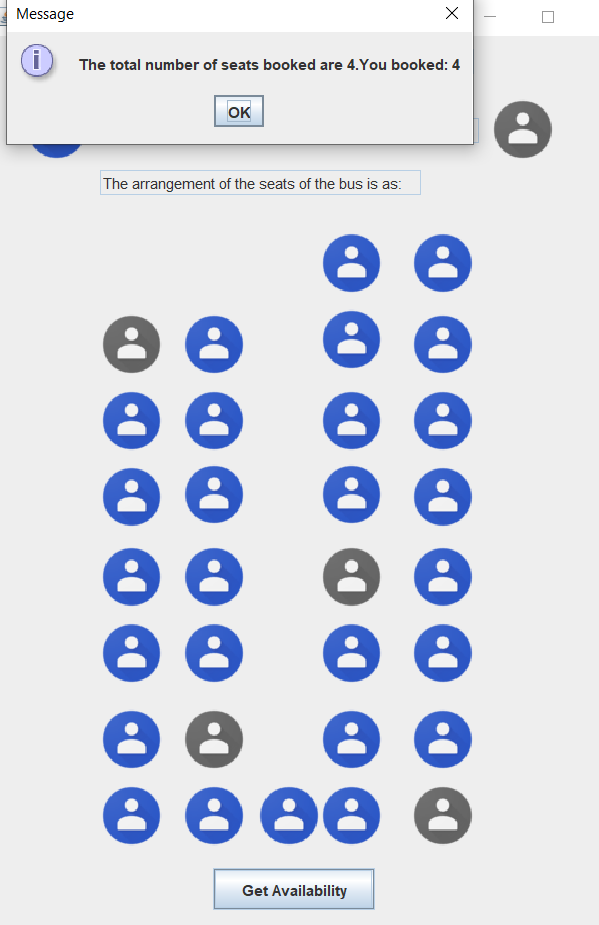 Message
The total number of seats booked are 4.You booked: 4
OK
The arrangement of the seats of the bus is as:
Get Availability